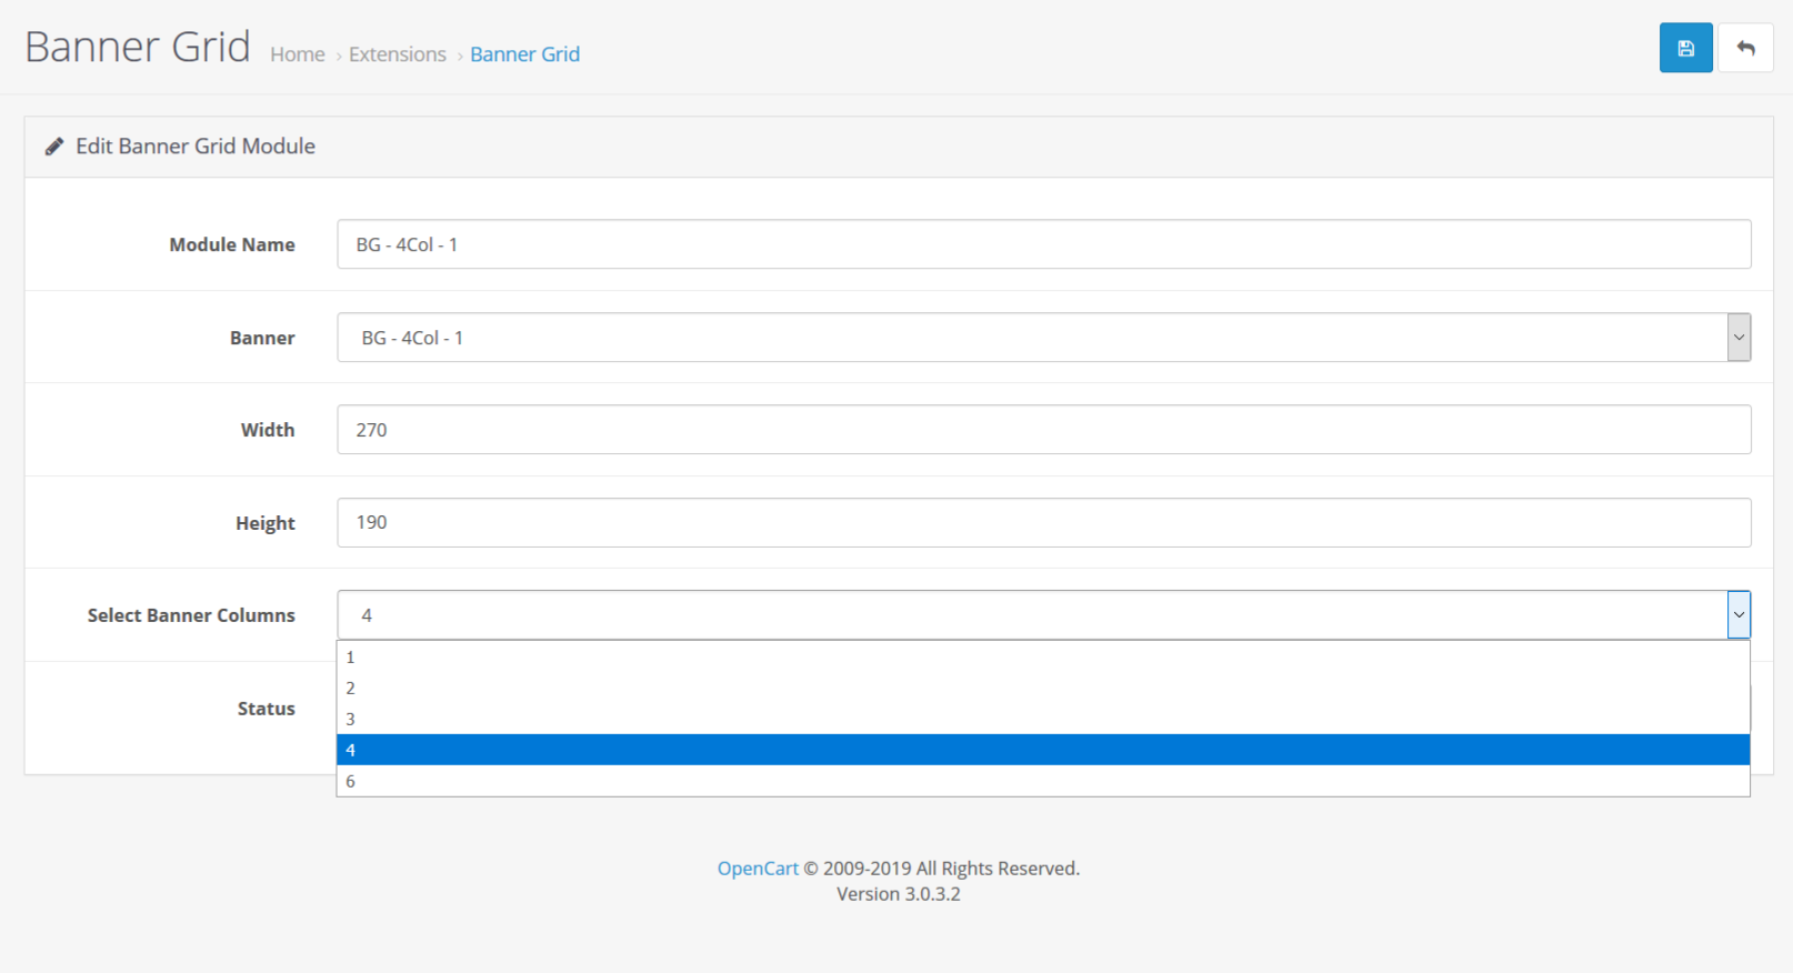 Banner Grid Home › Extensions › Banner Grid
Edit Banner Grid Module
Module Name BG - 4Col - 1
Banner BG - 4Col - 1
Width 270
Height 190
Select Banner Columns 4
1
2
3
Status
4
6
OpenCart © 2009-2019 All Rights Reserved.
Version 3.0.3.2